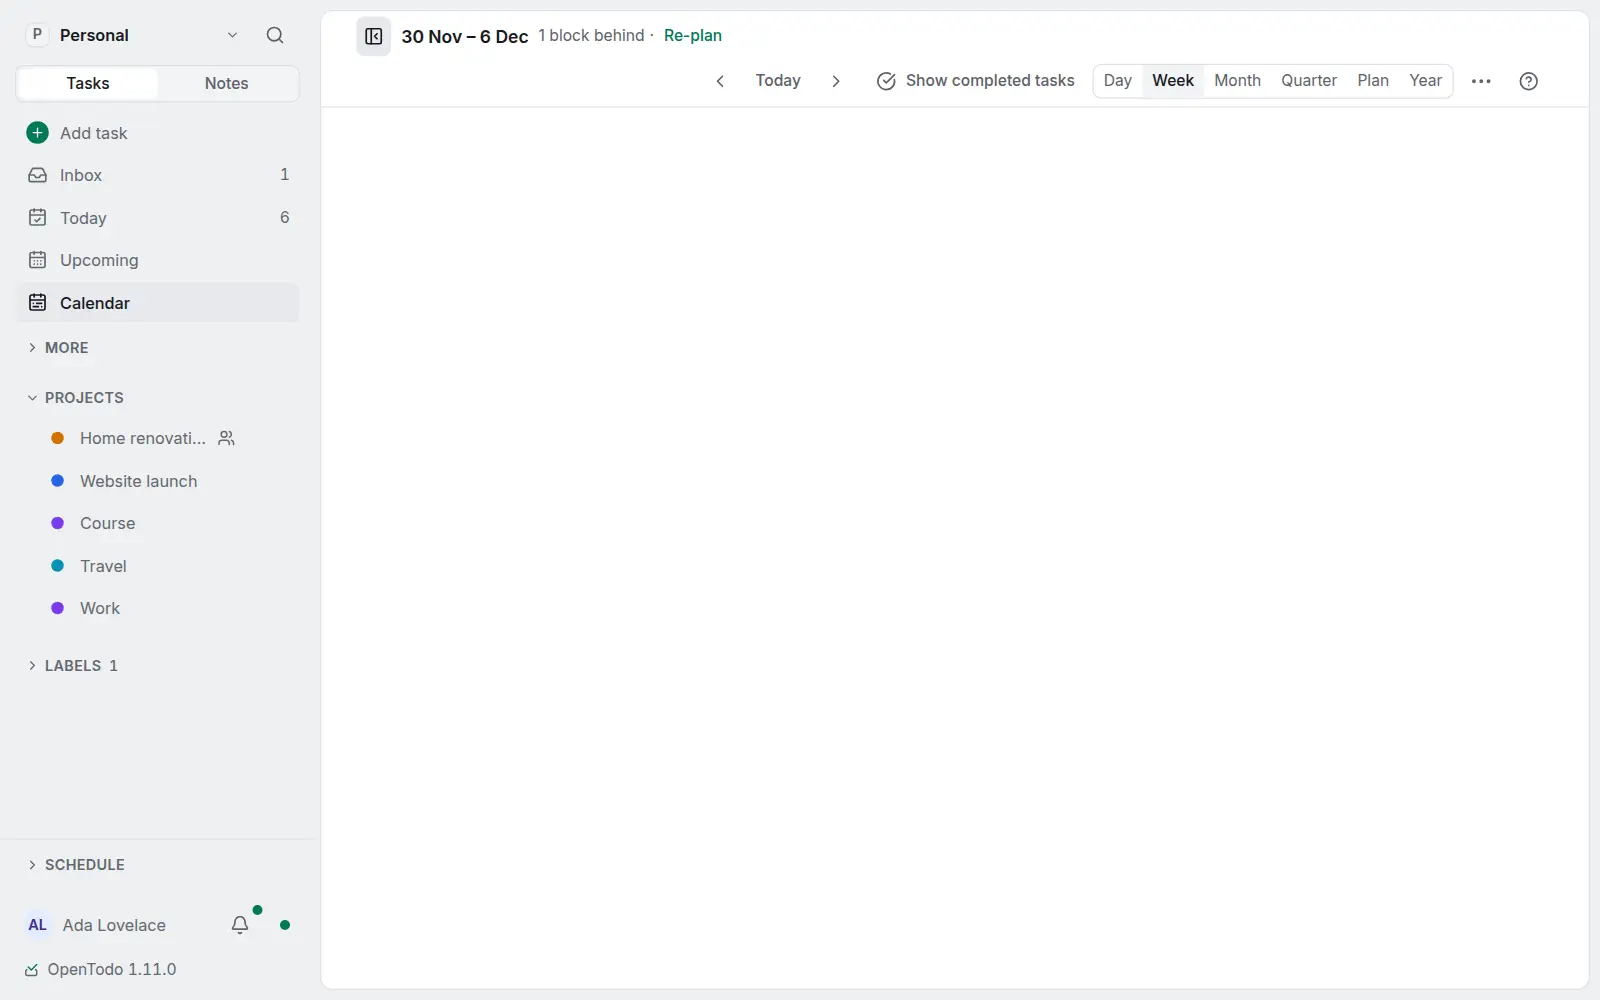 P Personal
Tasks Notes
Add task
Inbox 1
Today 6
Upcoming
Calendar
MORE
PROJECTS
Home renovati...
Website launch
Course
Travel
Work
LABELS 1
SCHEDULE
AL Ada Lovelace
OpenTodo 1.11.0
30 Nov – 6 Dec 1 block behind · Re-plan
Today Show completed tasks Day Week Month Quarter Plan Year